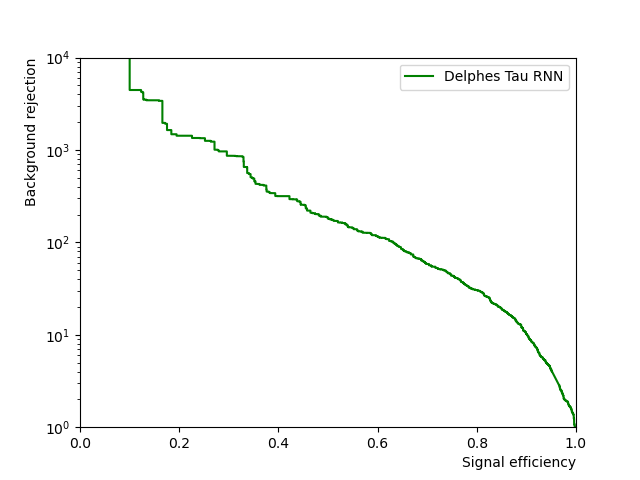 Background rejection
10⁴
10³
10²
10¹
10⁰
Delphes Tau RNN
0.0 0.2 0.4 0.6 0.8 1.0
Signal efficiency